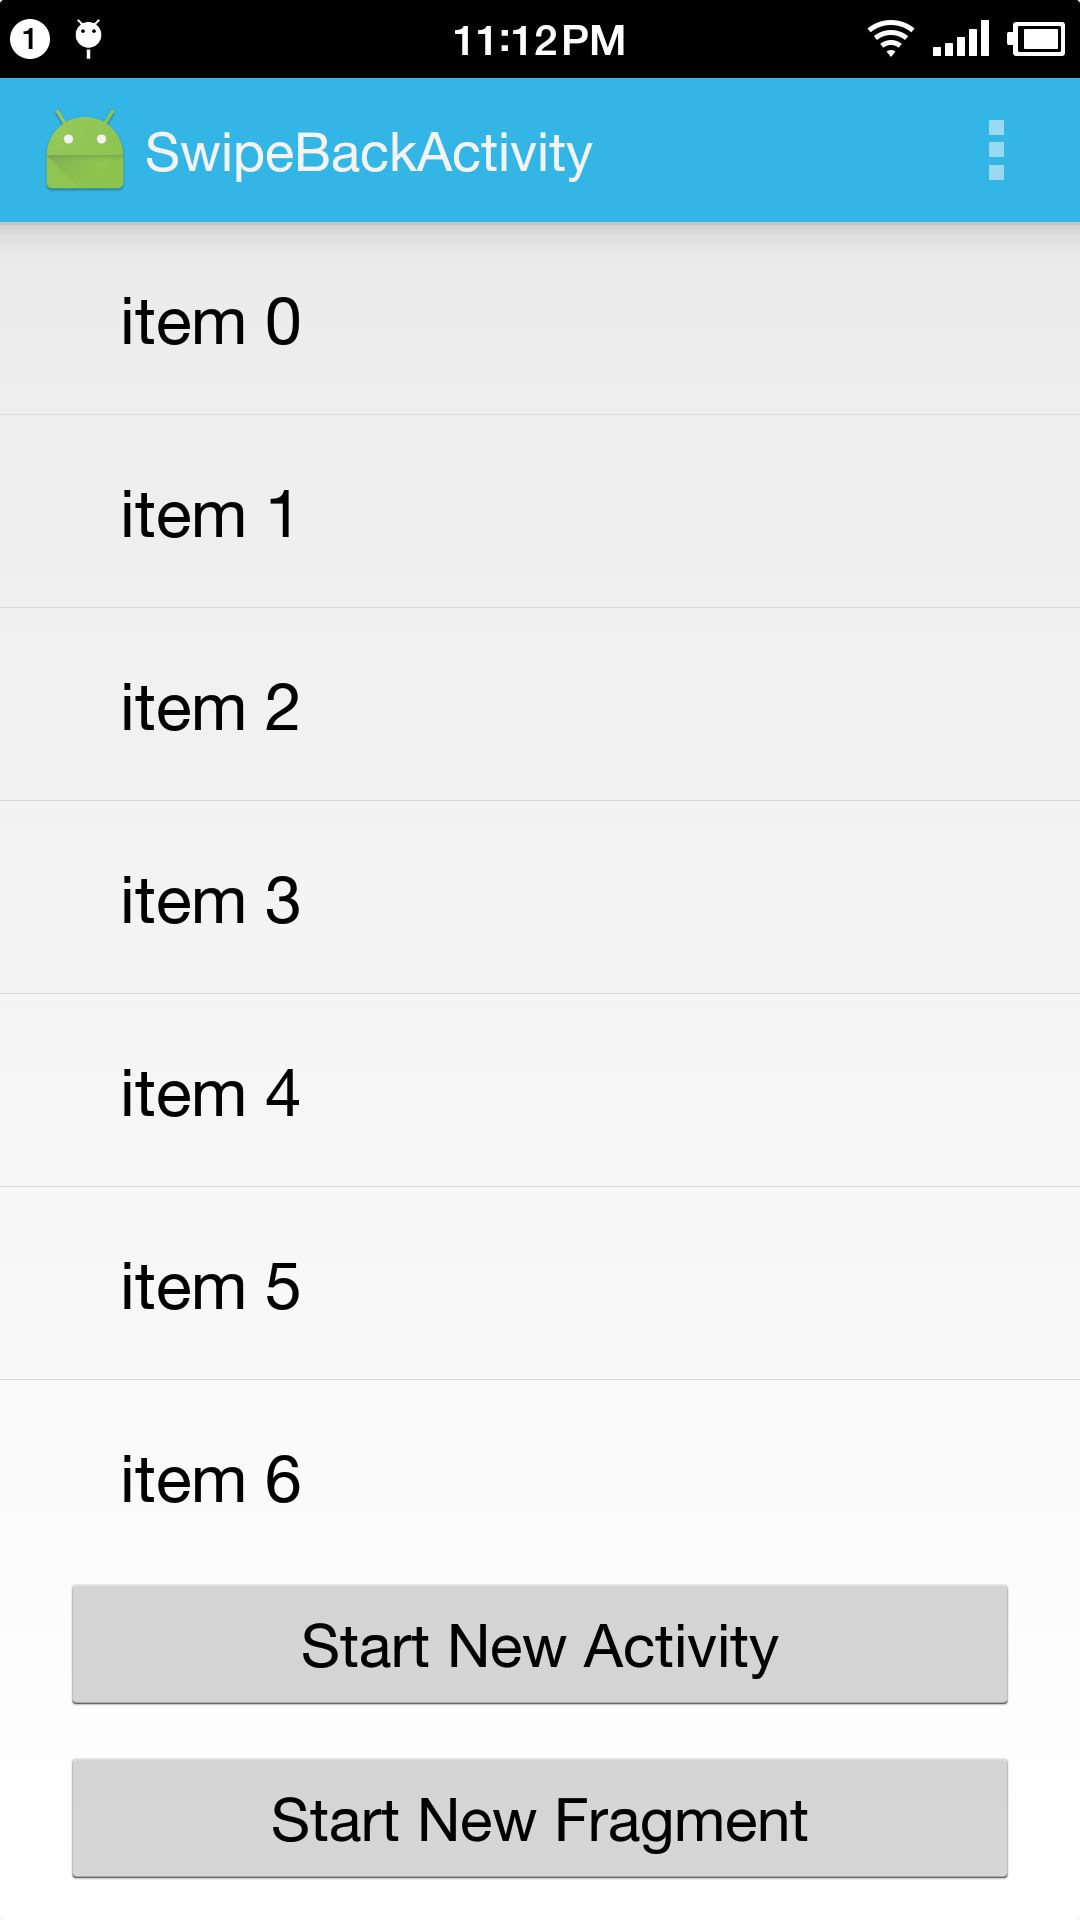 1 11:12PM
SwipeBackActivity
item 0
item 1
item 2
item 3
item 4
item 5
item 6
Start New Activity
Start New Fragment